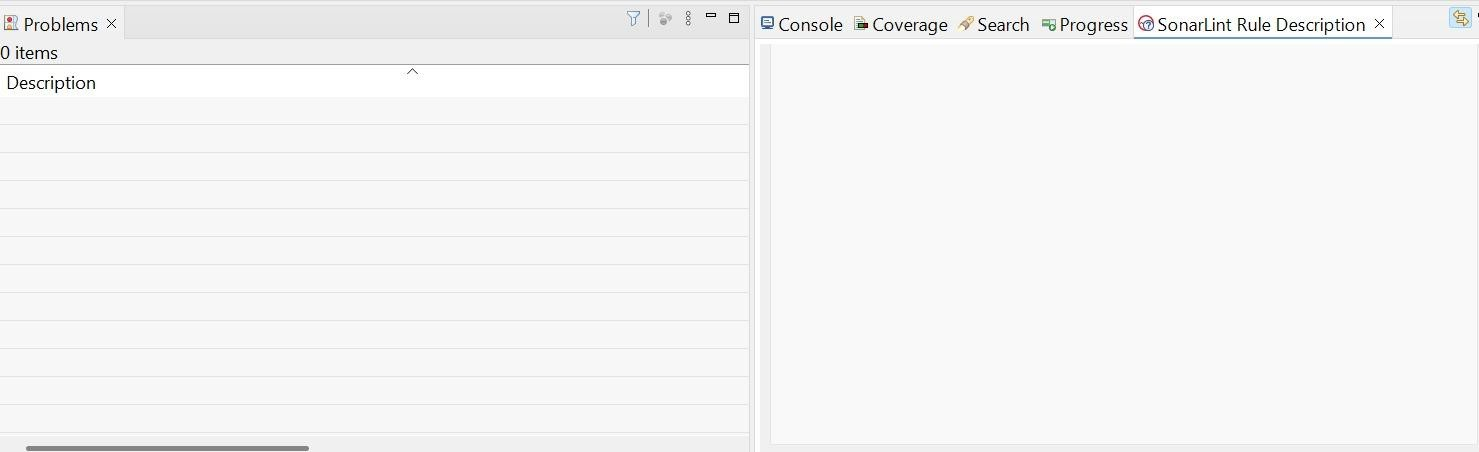 Problems
0 items
Description
Console Coverage Search Progress SonarLint Rule Description